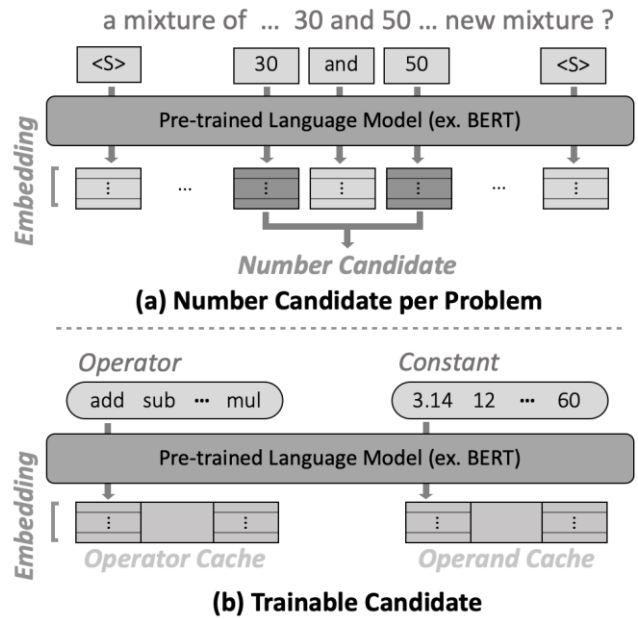 a mixture of ... 30 and 50 ... new mixture ?
<S> 30 and 50 <S>
Pre-trained Language Model (ex. BERT)
Embedding
⋮ ... ⋮ ⋮ ⋮ ... ⋮
Number Candidate
(a) Number Candidate per Problem
Operator Constant
add sub ... mul 3.14 12 ... 60
Pre-trained Language Model (ex. BERT)
Embedding
⋮ ⋮ ⋮ ⋮
Operator Cache Operand Cache
(b) Trainable Candidate